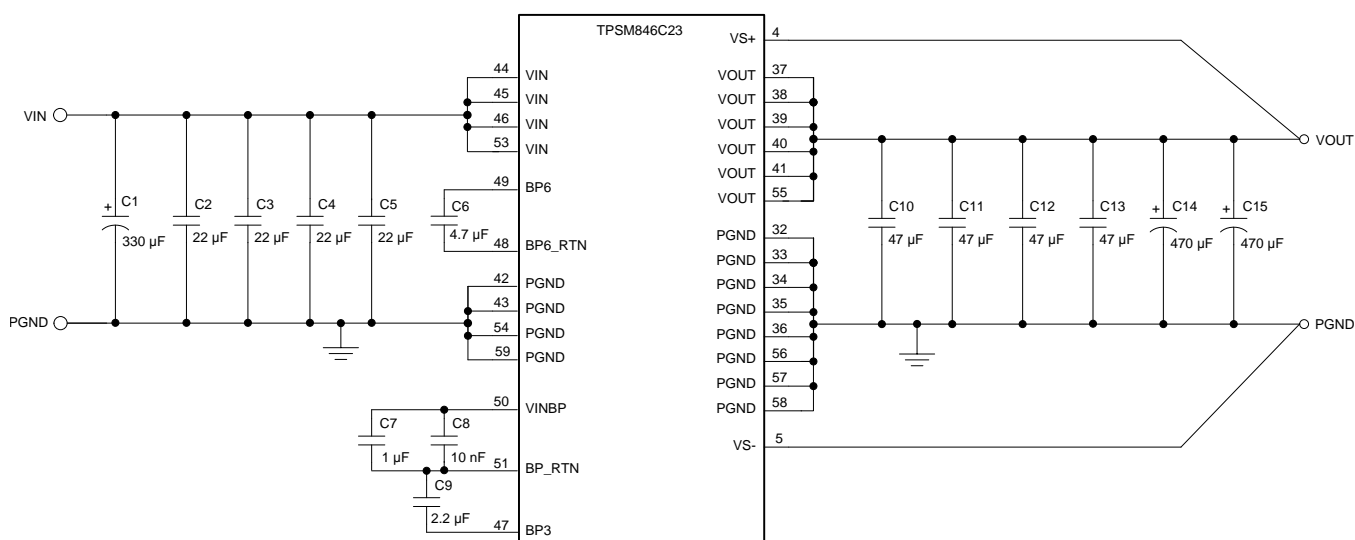 TPSM846C23
VS+
4
44
VIN
45
VIN
46
VIN
53
VIN
VIN
49
BP6
48
BP6_RTN
42
PGND
43
PGND
54
PGND
59
PGND
PGND
50
VINBP
51
BP_RTN
47
BP3
+
C1
330 µF
C2
22 µF
C3
22 µF
C4
22 µF
C5
22 µF
C6
4.7 µF
C7
1 µF
C8
10 nF
C9
2.2 µF
VOUT
37
VOUT
38
VOUT
39
VOUT
40
VOUT
41
VOUT
55
PGND
32
PGND
33
PGND
34
PGND
35
PGND
36
PGND
56
PGND
57
PGND
58
VS-
5
C10
47 µF
C11
47 µF
C12
47 µF
C13
47 µF
+
C14
470 µF
+
C15
470 µF
VOUT
PGND